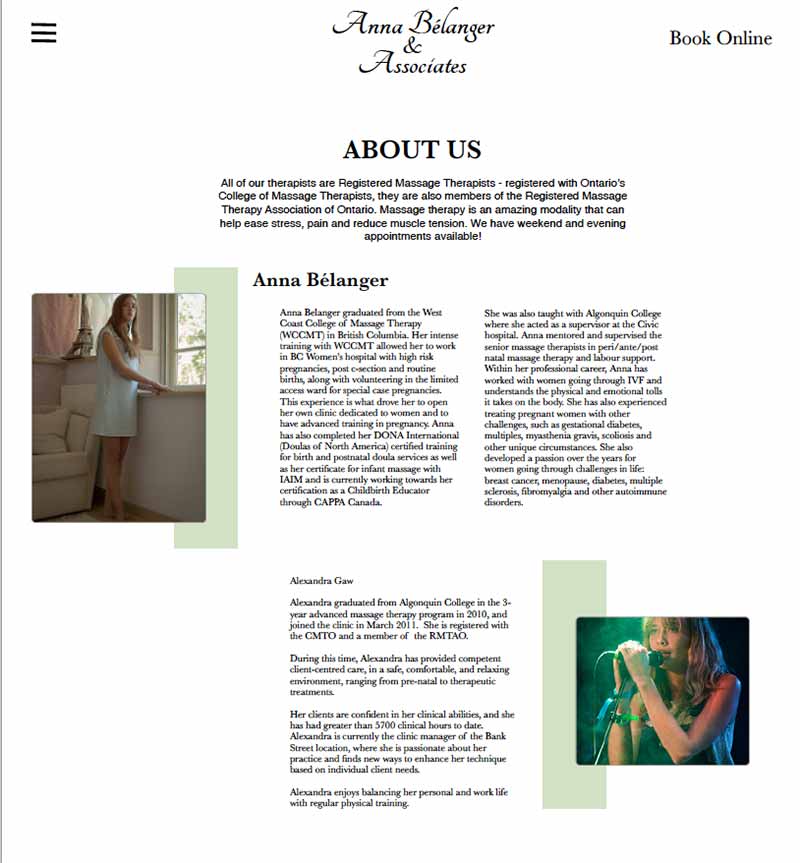 Anna Bélanger
&
Associates
Book Online
ABOUT US
All of our therapists are Registered Massage Therapists - registered with Ontario's
College of Massage Therapists, they are also members of the Registered Massage
Therapy Association of Ontario. Massage therapy is an amazing modality that can
help ease stress, pain and reduce muscle tension. We have weekend and evening
appointments available!
Anna Bélanger
Anna Belanger graduated from the West
Coast College of Massage Therapy
(WCCMT) in British Columbia. Her intense
training with WCCMT allowed her to work
in BC Women's hospital with high risk
pregnancies, post c-section and routine
births, along with volunteering in the limited
access ward for special case pregnancies.
This experience is what drove her to open
her own clinic dedicated to women and to
have advanced training in pregnancy. Anna
has also completed her DONA International
(Doulas of North America) certified training
for birth and postnatal doula services as well
as her certificate for infant massage with
IAIM and is currently working towards her
certification as a Childbirth Educator
through CAPPA Canada.
She was also taught with Algonquin College
where she acted as a supervisor at the Civic
hospital. Anna mentored and supervised the
senior massage therapists in peri/ante/post
natal massage therapy and labour support.
Within her professional career, Anna has
worked with women going through IVF and
understands the physical and emotional tolls
it takes on the body. She has also experienced
treating pregnant women with other
challenges, such as gestational diabetes,
multiples, myasthenia gravis, scoliosis and
other unique circumstances. She also
developed a passion over the years for
women going through challenges in life:
breast cancer, menopause, diabetes, multiple
sclerosis, fibromyalgia and other autoimmune
disorders.
Alexandra Gaw
Alexandra graduated from Algonquin College in the 3-
year advanced massage therapy program in 2010, and
joined the clinic in March 2011. She is registered with
the CMTO and a member of the RMTAO.
During this time, Alexandra has provided competent
client-centred care, in a safe, comfortable, and relaxing
environment, ranging from pre-natal to therapeutic
treatments.
Her clients are confident in her clinical abilities, and she
has had greater than 5700 clinical hours to date.
Alexandra is currently the clinic manager of the Bank
Street location, where she is passionate about her
practice and finds new ways to enhance her technique
based on individual client needs.
Alexandra enjoys balancing her personal and work life
with regular physical training.